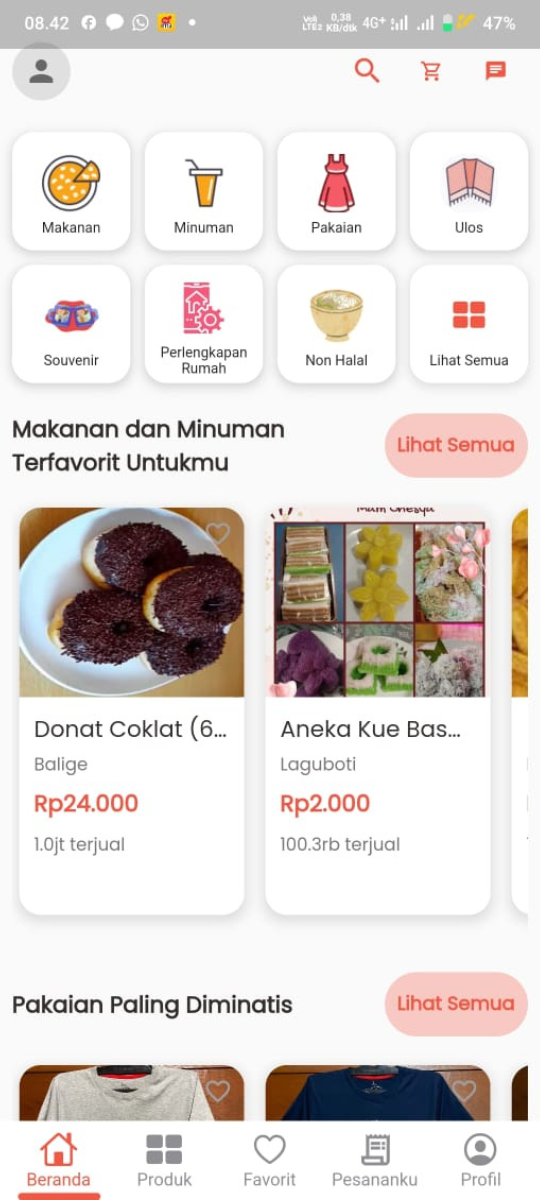 08.42
Voll LTE2
0,38 KB/dtk
4G+
47%
Makanan
Minuman
Pakaian
Ulos
Souvenir
Perlengkapan
Rumah
Non Halal
Lihat Semua
Makanan dan Minuman
Terfavorit Untukmu
Lihat Semua
Donat Coklat (6...
Balige
Rp24.000
1.0jt terjual
Aneka Kue Bas...
Laguboti
Rp2.000
100.3rb terjual
Pakaian Paling Diminatis
Lihat Semua
Beranda
Produk
Favorit
Pesananku
Profil